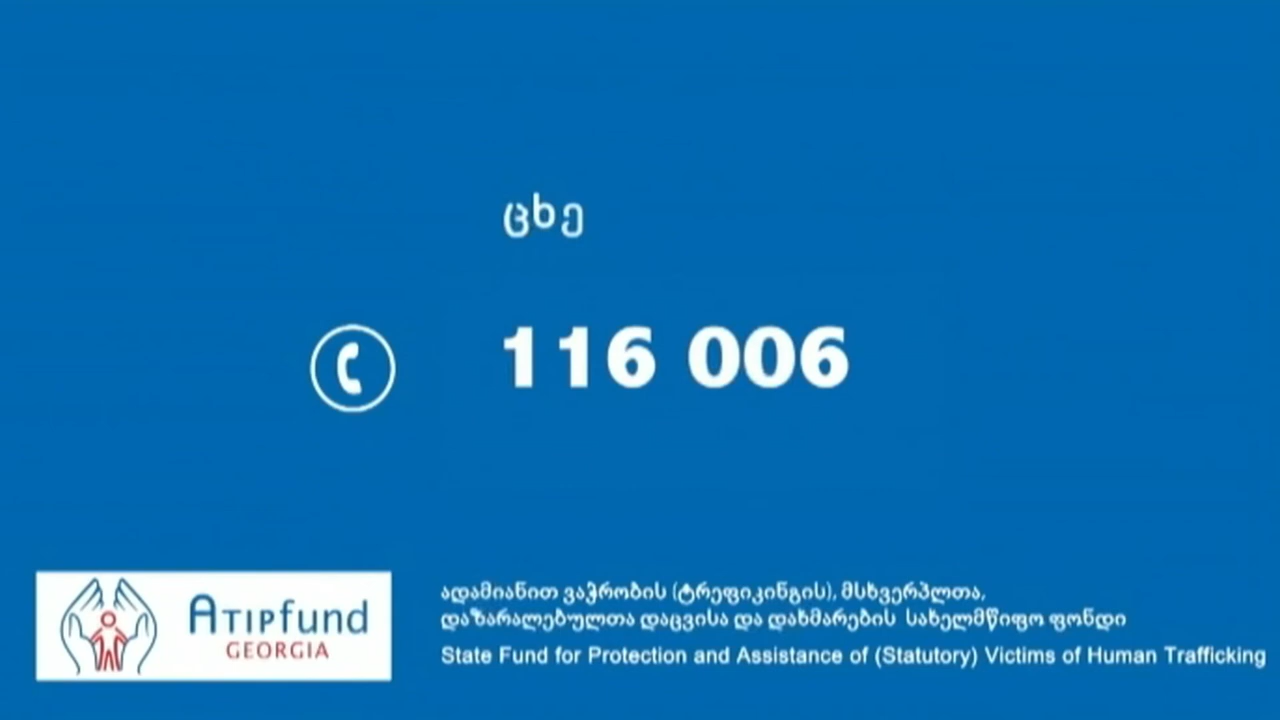 ცხე
116 006
ATIPFUND
GEORGIA
ადამიანით ვაჭრობის (ტრეფიკინგის), მსხვერპლთა,
დაზარალებულთა დაცვისა და დახმარების სახელმწიფო ფონდი
State Fund for Protection and Assistance of (Statutory) Victims of Human Trafficking